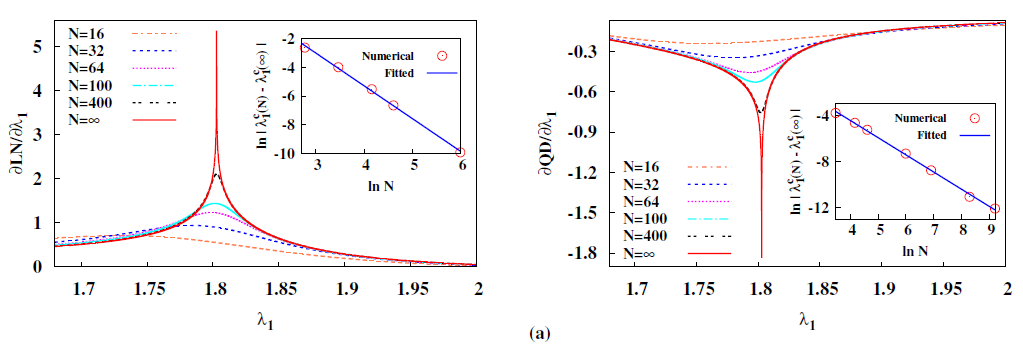 5
4
3
2
1
0
∂LN/∂λ₁
N=16
N=32
N=64
N=100
N=400
N=∞
1.7
1.75
1.8
1.85
1.9
1.95
2
λ₁
-2
-4
-6
-8
-10
ln | λ₁ᶜ(N) - λ₁ᶜ(∞) |
Numerical
Fitted
3
4
5
6
ln N
-0.3
-0.6
-0.9
-1.2
-1.5
-1.8
∂QD/∂λ₁
N=16
N=32
N=64
N=100
N=400
N=∞
1.7
1.75
1.8
1.85
1.9
1.95
2
λ₁
-4
-8
-12
ln | λ₁ᶜ(N) - λ₁ᶜ(∞) |
Numerical
Fitted
4
5
6
7
8
9
ln N
(a)